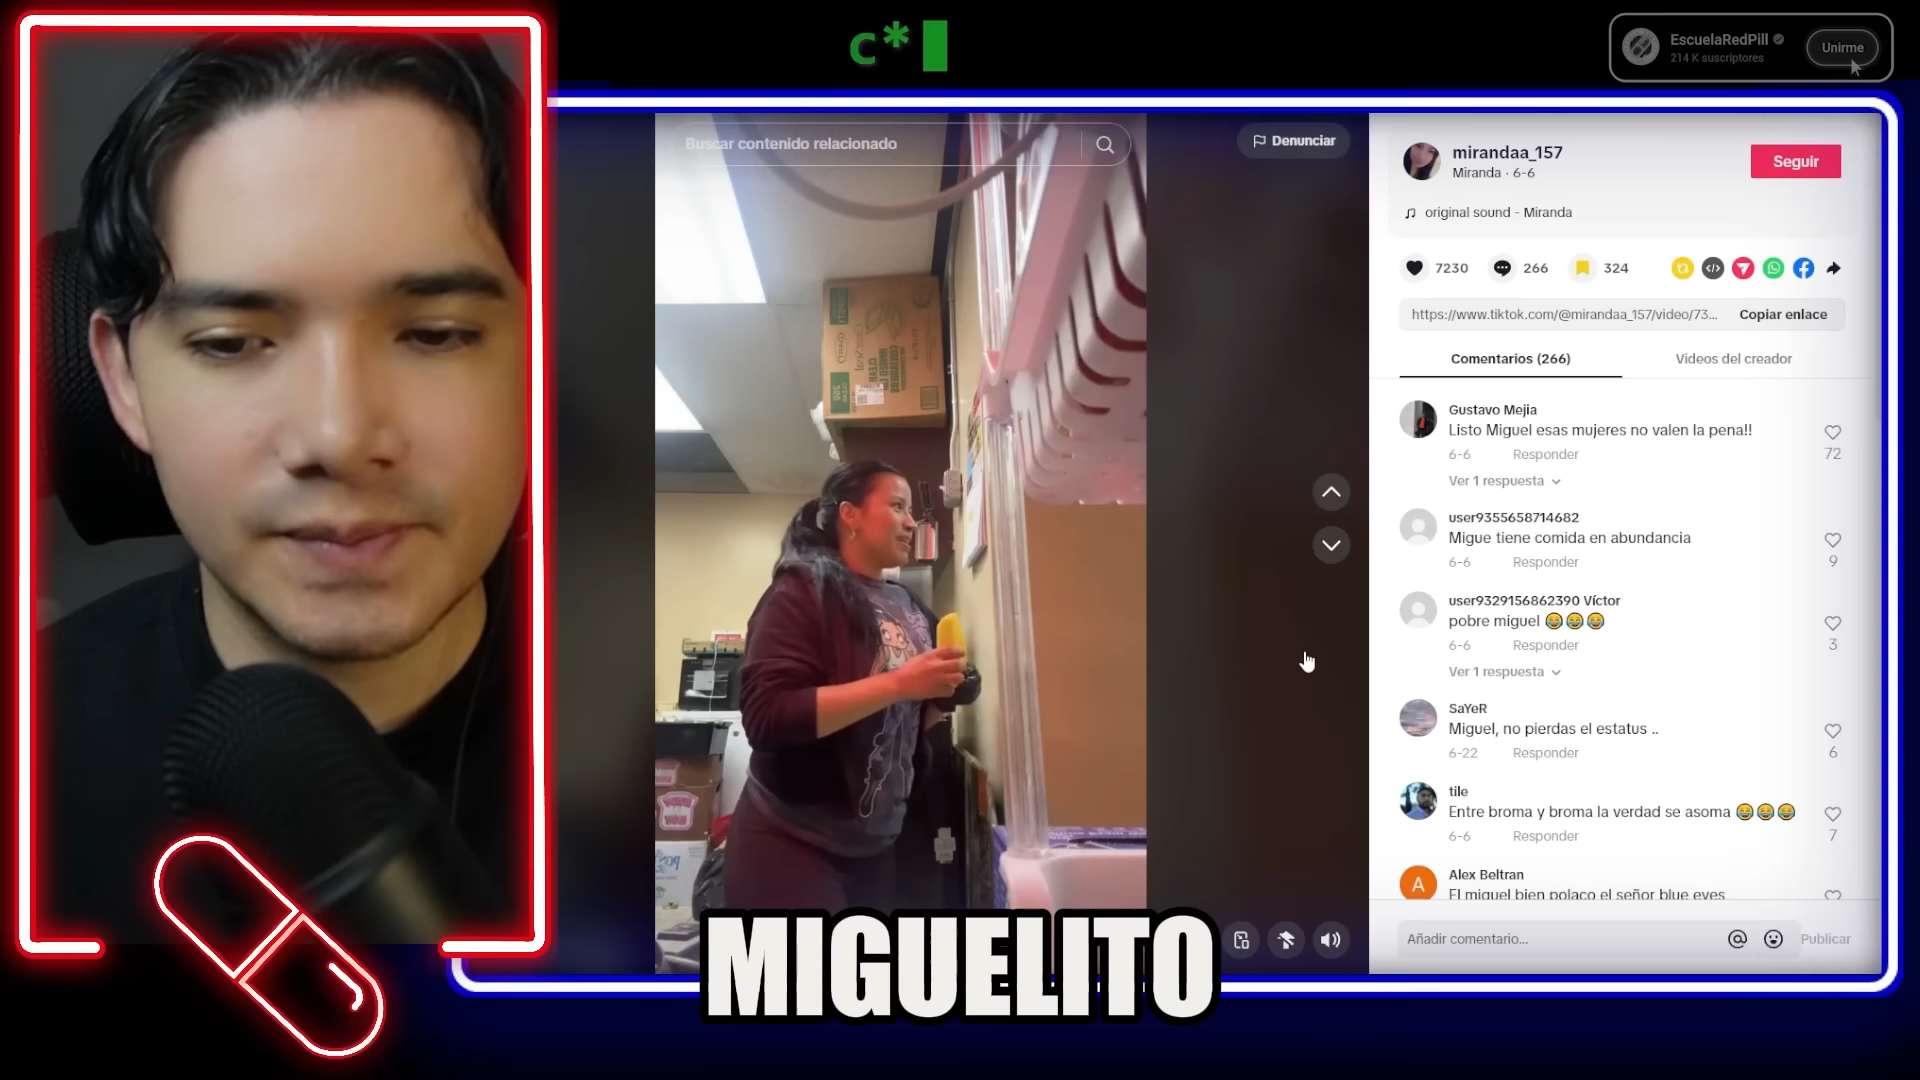 c*
EscuelaRedPill
214 K suscriptores
Unirme
Buscar contenido relacionado
Denunciar
mirandaa_157
Miranda · 6-6
Seguir
original sound - Miranda
7230
266
324
https://www.tiktok.com/@mirandaa_157/video/73...
Copiar enlace
Comentarios (266)
Videos del creador
Gustavo Mejia
Listo Miguel esas mujeres no valen la pena!!
6-6 Responder
72
Ver 1 respuesta
user9355658714682
Migue tiene comida en abundancia
6-6 Responder
9
user9329156862390 Víctor
pobre miguel 😂😂😂
6-6 Responder
3
Ver 1 respuesta
SaYeR
Miguel, no pierdas el estatus ..
6-22 Responder
6
tile
Entre broma y broma la verdad se asoma 😂😂😂
6-6 Responder
7
A
Alex Beltran
El miguel bien polaco el señor blue eyes
Añadir comentario...
Publicar
MIGUELITO